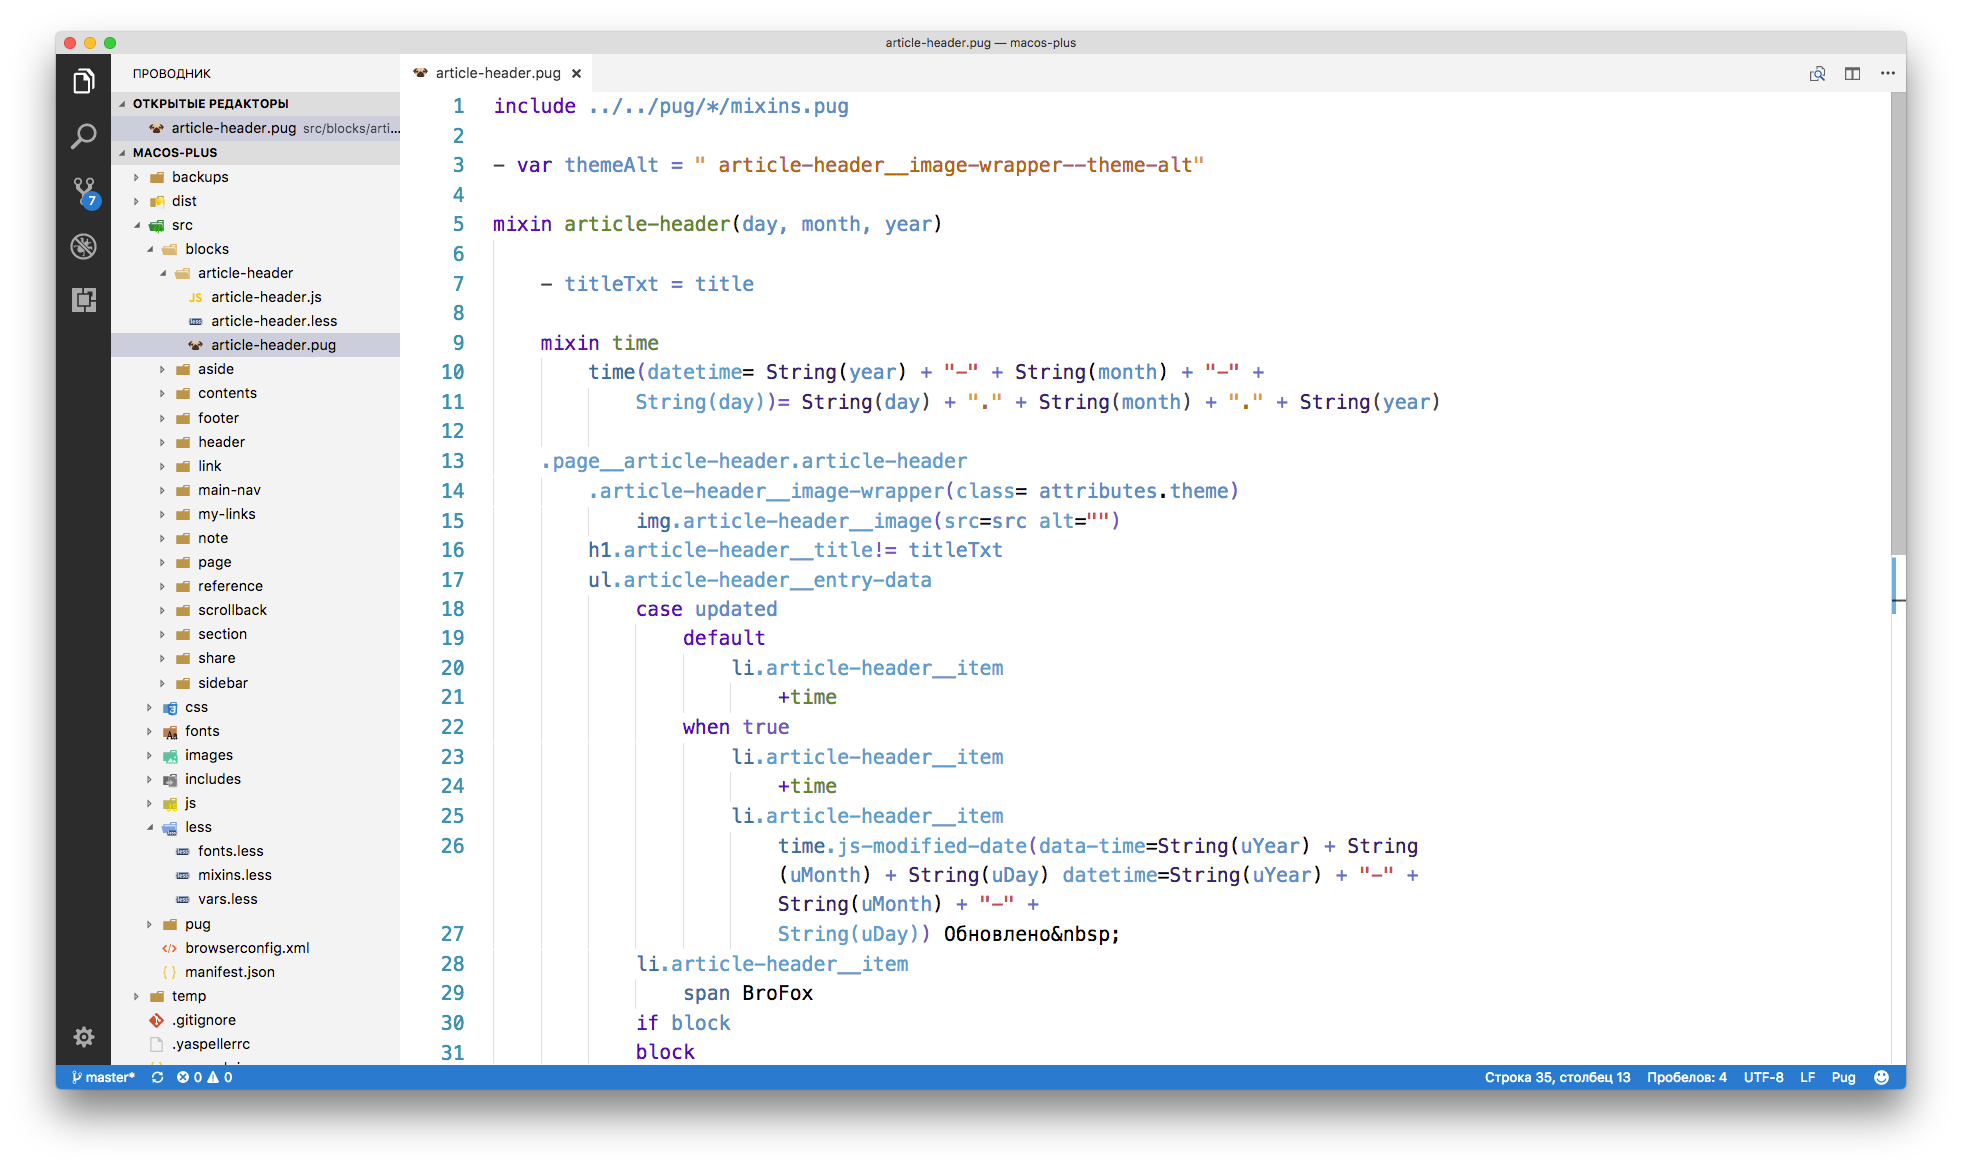 article-header.pug — macos-plus
ПРОВОДНИК
ОТКРЫТЫЕ РЕДАКТОРЫ
article-header.pug src/blocks/arti...
MACOS-PLUS
backups
dist
src
blocks
article-header
JS article-header.js
article-header.less
article-header.pug
aside
contents
footer
header
link
main-nav
my-links
note
page
reference
scrollback
section
share
sidebar
css
fonts
images
includes
js
less
fonts.less
mixins.less
vars.less
pug
browserconfig.xml
manifest.json
temp
.gitignore
.yaspellerrc
7
article-header.pug
1 include ../../pug/*/mixins.pug
2
3 - var themeAlt = " article-header__image-wrapper--theme-alt"
4
5 mixin article-header(day, month, year)
6
7 - titleTxt = title
8
9 mixin time
10 time(datetime= String(year) + "-" + String(month) + "-" +
11 String(day))= String(day) + "." + String(month) + "." + String(year)
12
13 .page__article-header.article-header
14 .article-header__image-wrapper(class= attributes.theme)
15 img.article-header__image(src=src alt="")
16 h1.article-header__title!= titleTxt
17 ul.article-header__entry-data
18 case updated
19 default
20 li.article-header__item
21 +time
22 when true
23 li.article-header__item
24 +time
25 li.article-header__item
26 time.js-modified-date(data-time=String(uYear) + String
(uMonth) + String(uDay) datetime=String(uYear) + "-" +
String(uMonth) + "-" +
27 String(uDay)) Обновлено&nbsp;
28 li.article-header__item
29 span BroFox
30 if block
31 block
master* 0 0 Строка 35, столбец 13 Пробелов: 4 UTF-8 LF Pug